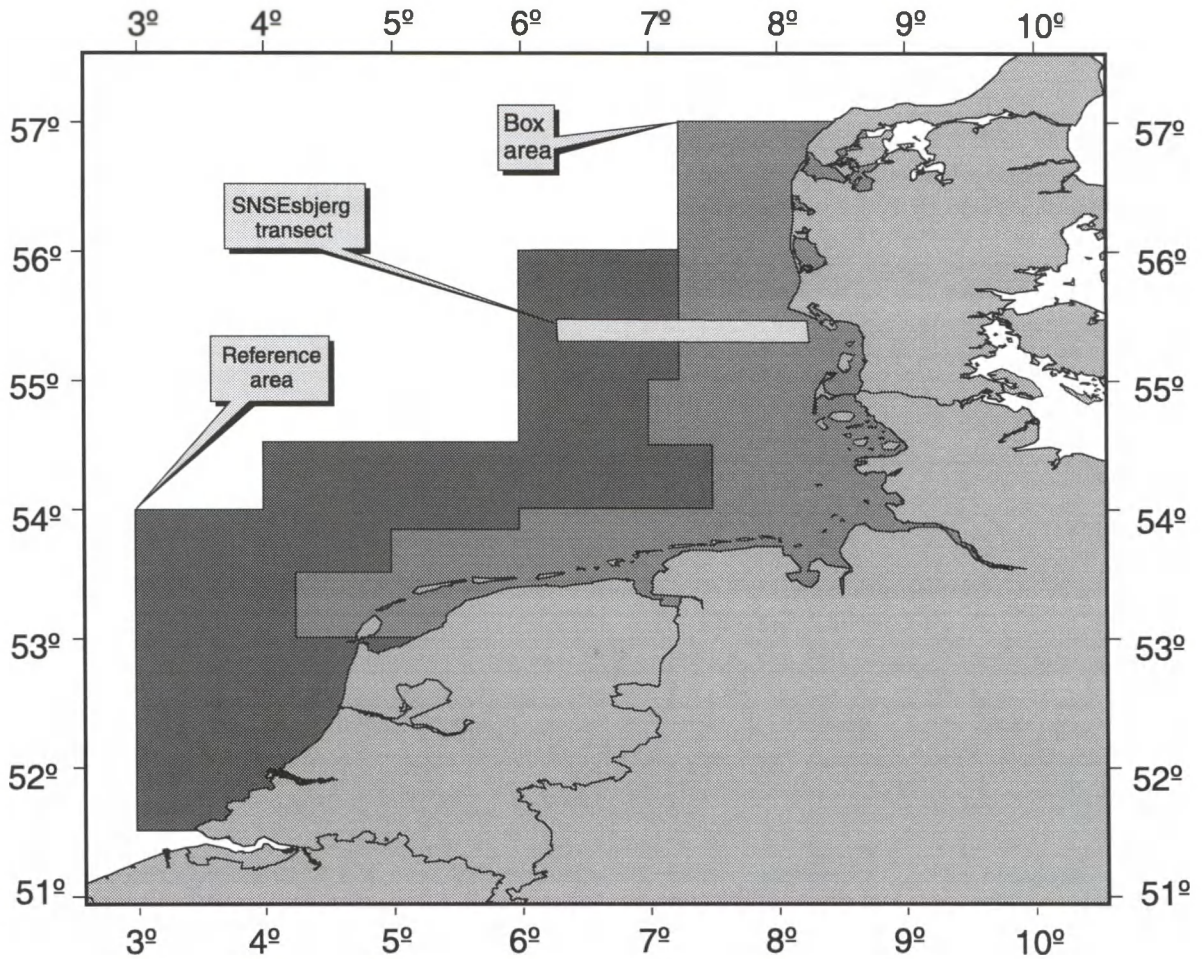 3º 4º 5º 6º 7º 8º 9º 10º
57º 57º
Box
area
SNSEsbjerg
transect
56º 56º
Reference
area
55º 55º
54º 54º
53º 53º
52º 52º
51º 51º
3º 4º 5º 6º 7º 8º 9º 10º